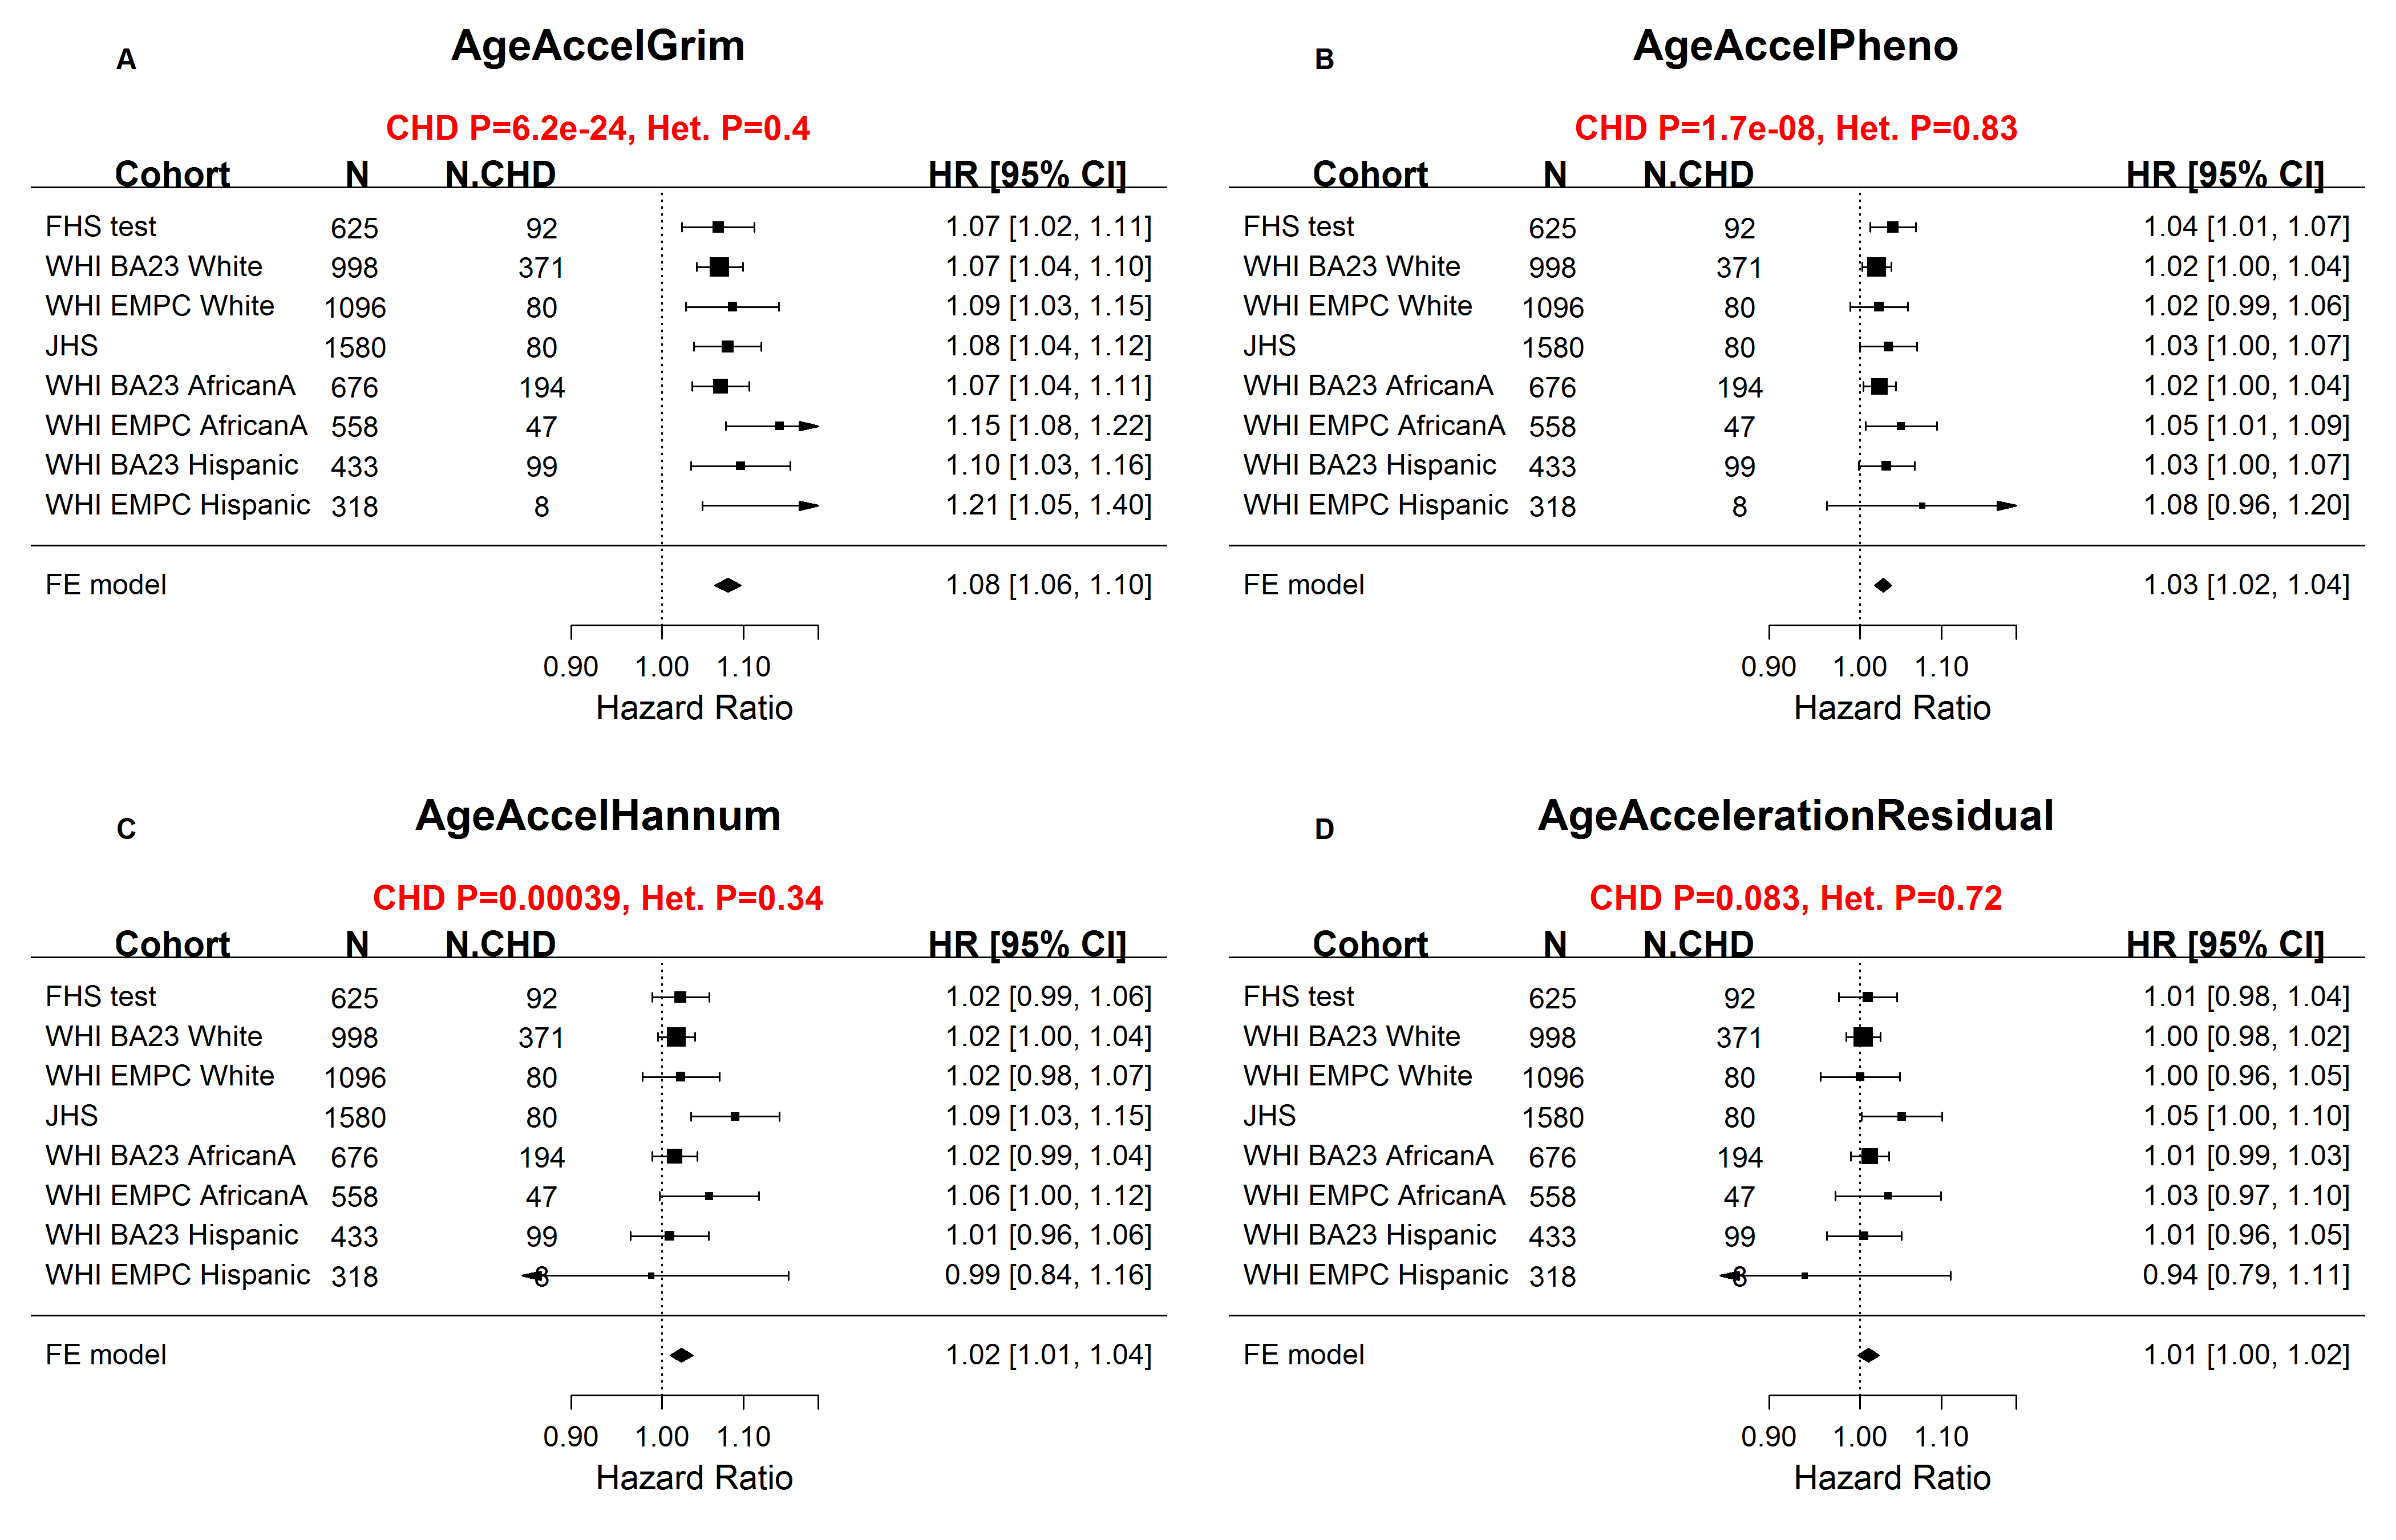 A
AgeAccelGrim
CHD P=6.2e-24, Het. P=0.4
Cohort N N.CHD HR [95% CI]
FHS test 625 92 1.07 [1.02, 1.11]
WHI BA23 White 998 371 1.07 [1.04, 1.10]
WHI EMPC White 1096 80 1.09 [1.03, 1.15]
JHS 1580 80 1.08 [1.04, 1.12]
WHI BA23 AfricanA 676 194 1.07 [1.04, 1.11]
WHI EMPC AfricanA 558 47 1.15 [1.08, 1.22]
WHI BA23 Hispanic 433 99 1.10 [1.03, 1.16]
WHI EMPC Hispanic 318 8 1.21 [1.05, 1.40]
FE model 1.08 [1.06, 1.10]
0.90 1.00 1.10
Hazard Ratio
B
AgeAccelPheno
CHD P=1.7e-08, Het. P=0.83
Cohort N N.CHD HR [95% CI]
FHS test 625 92 1.04 [1.01, 1.07]
WHI BA23 White 998 371 1.02 [1.00, 1.04]
WHI EMPC White 1096 80 1.02 [0.99, 1.06]
JHS 1580 80 1.03 [1.00, 1.07]
WHI BA23 AfricanA 676 194 1.02 [1.00, 1.04]
WHI EMPC AfricanA 558 47 1.05 [1.01, 1.09]
WHI BA23 Hispanic 433 99 1.03 [1.00, 1.07]
WHI EMPC Hispanic 318 8 1.08 [0.96, 1.20]
FE model 1.03 [1.02, 1.04]
0.90 1.00 1.10
Hazard Ratio
C
AgeAccelHannum
CHD P=0.00039, Het. P=0.34
Cohort N N.CHD HR [95% CI]
FHS test 625 92 1.02 [0.99, 1.06]
WHI BA23 White 998 371 1.02 [1.00, 1.04]
WHI EMPC White 1096 80 1.02 [0.98, 1.07]
JHS 1580 80 1.09 [1.03, 1.15]
WHI BA23 AfricanA 676 194 1.02 [0.99, 1.04]
WHI EMPC AfricanA 558 47 1.06 [1.00, 1.12]
WHI BA23 Hispanic 433 99 1.01 [0.96, 1.06]
WHI EMPC Hispanic 318 8 0.99 [0.84, 1.16]
FE model 1.02 [1.01, 1.04]
0.90 1.00 1.10
Hazard Ratio
D
AgeAccelerationResidual
CHD P=0.083, Het. P=0.72
Cohort N N.CHD HR [95% CI]
FHS test 625 92 1.01 [0.98, 1.04]
WHI BA23 White 998 371 1.00 [0.98, 1.02]
WHI EMPC White 1096 80 1.00 [0.96, 1.05]
JHS 1580 80 1.05 [1.00, 1.10]
WHI BA23 AfricanA 676 194 1.01 [0.99, 1.03]
WHI EMPC AfricanA 558 47 1.03 [0.97, 1.10]
WHI BA23 Hispanic 433 99 1.01 [0.96, 1.05]
WHI EMPC Hispanic 318 8 0.94 [0.79, 1.11]
FE model 1.01 [1.00, 1.02]
0.90 1.00 1.10
Hazard Ratio